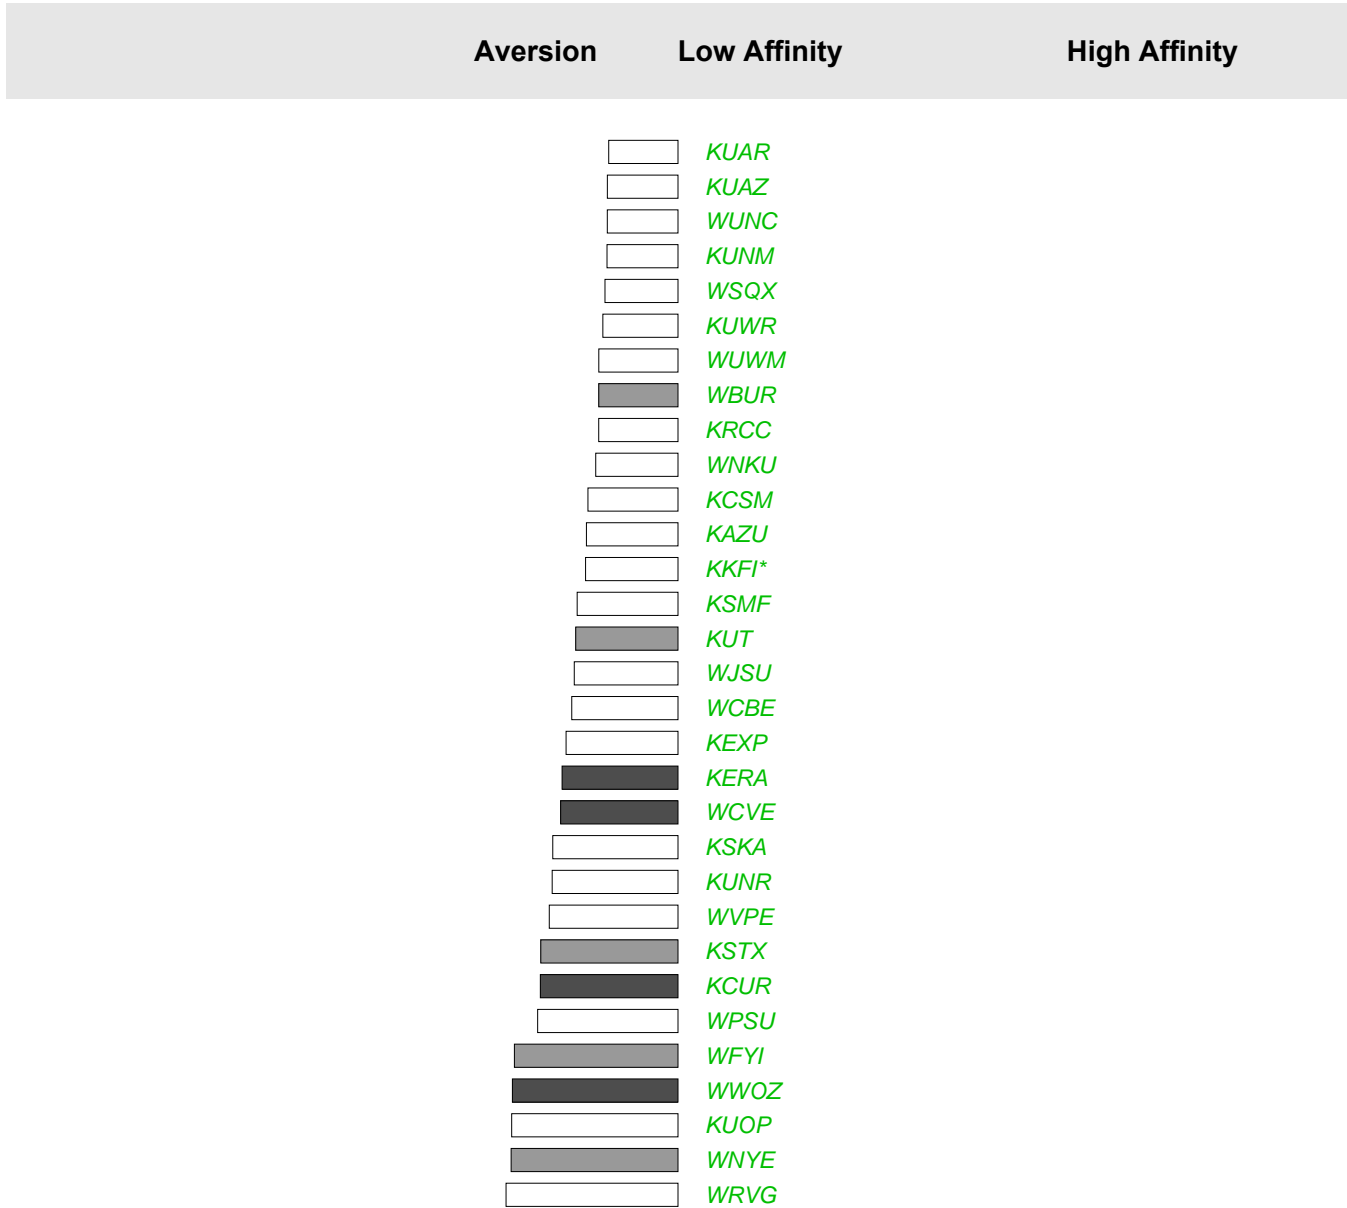 Aversion Low Affinity High Affinity
KUAR
KUAZ
WUNC
KUNM
WSQX
KUWR
WUWM
WBUR
KRCC
WNKU
KCSM
KAZU
KKFI*
KSMF
KUT
WJSU
WCBE
KEXP
KERA
WCVE
KSKA
KUNR
WVPE
KSTX
KCUR
WPSU
WFYI
WWOZ
KUOP
WNYE
WRVG